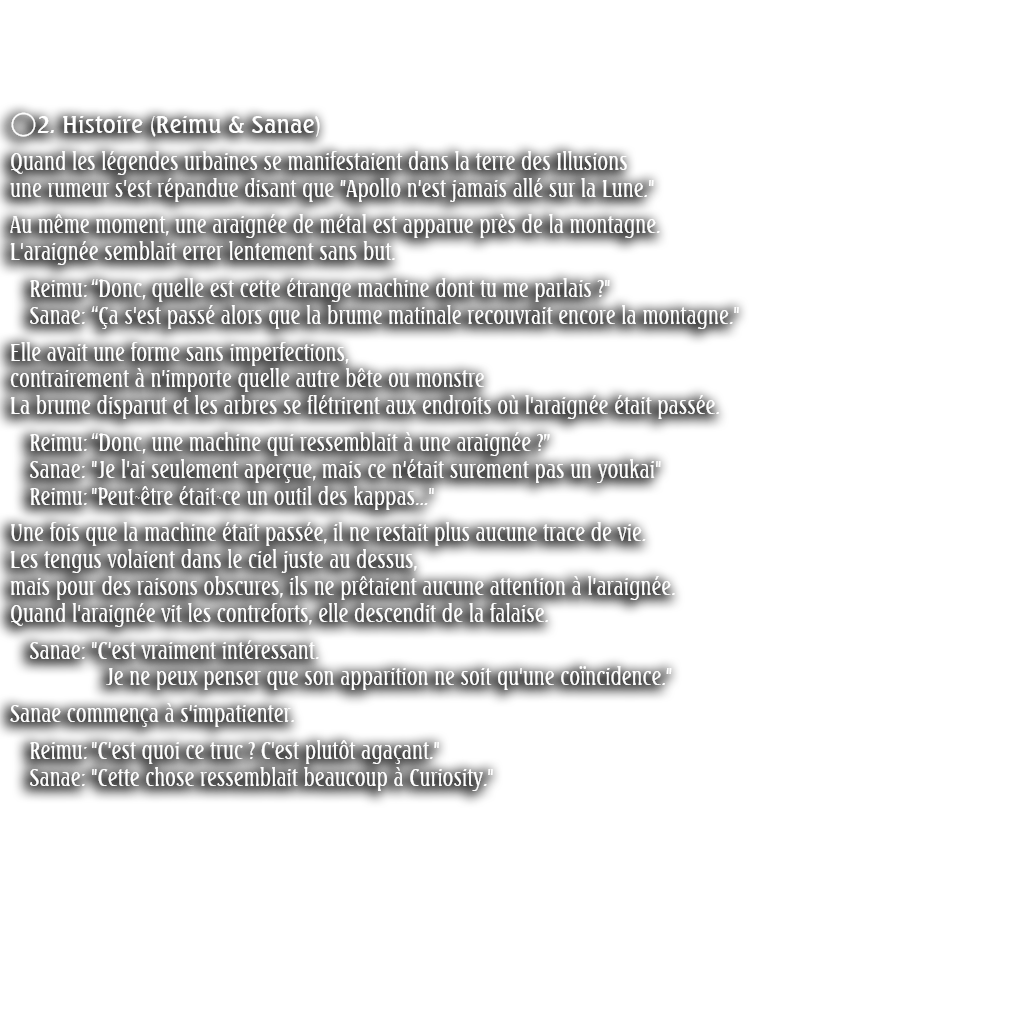 ○2. Histoire (Reimu & Sanae)
Quand les légendes urbaines se manifestaient dans la terre des Illusions
une rumeur s'est répandue disant que "Apollo n'est jamais allé sur la Lune."
Au même moment, une araignée de métal est apparue près de la montagne.
L'araignée semblait errer lentement sans but.
Reimu: “Donc, quelle est cette étrange machine dont tu me parlais ?"
Sanae: “Ça s'est passé alors que la brume matinale recouvrait encore la montagne."
Elle avait une forme sans imperfections,
contrairement à n'importe quelle autre bête ou monstre
La brume disparut et les arbres se flétrirent aux endroits où l'araignée était passée.
Reimu: “Donc, une machine qui ressemblait à une araignée ?”
Sanae: "Je l'ai seulement aperçue, mais ce n'était surement pas un youkai"
Reimu: "Peut-être était-ce un outil des kappas..."
Une fois que la machine était passée, il ne restait plus aucune trace de vie.
Les tengus volaient dans le ciel juste au dessus,
mais pour des raisons obscures, ils ne prêtaient aucune attention à l'araignée.
Quand l'araignée vit les contreforts, elle descendit de la falaise.
Sanae: "C'est vraiment intéressant.
Je ne peux penser que son apparition ne soit qu'une coïncidence."
Sanae commença à s'impatienter.
Reimu: "C'est quoi ce truc ? C'est plutôt agaçant."
Sanae: "Cette chose ressemblait beaucoup à Curiosity."